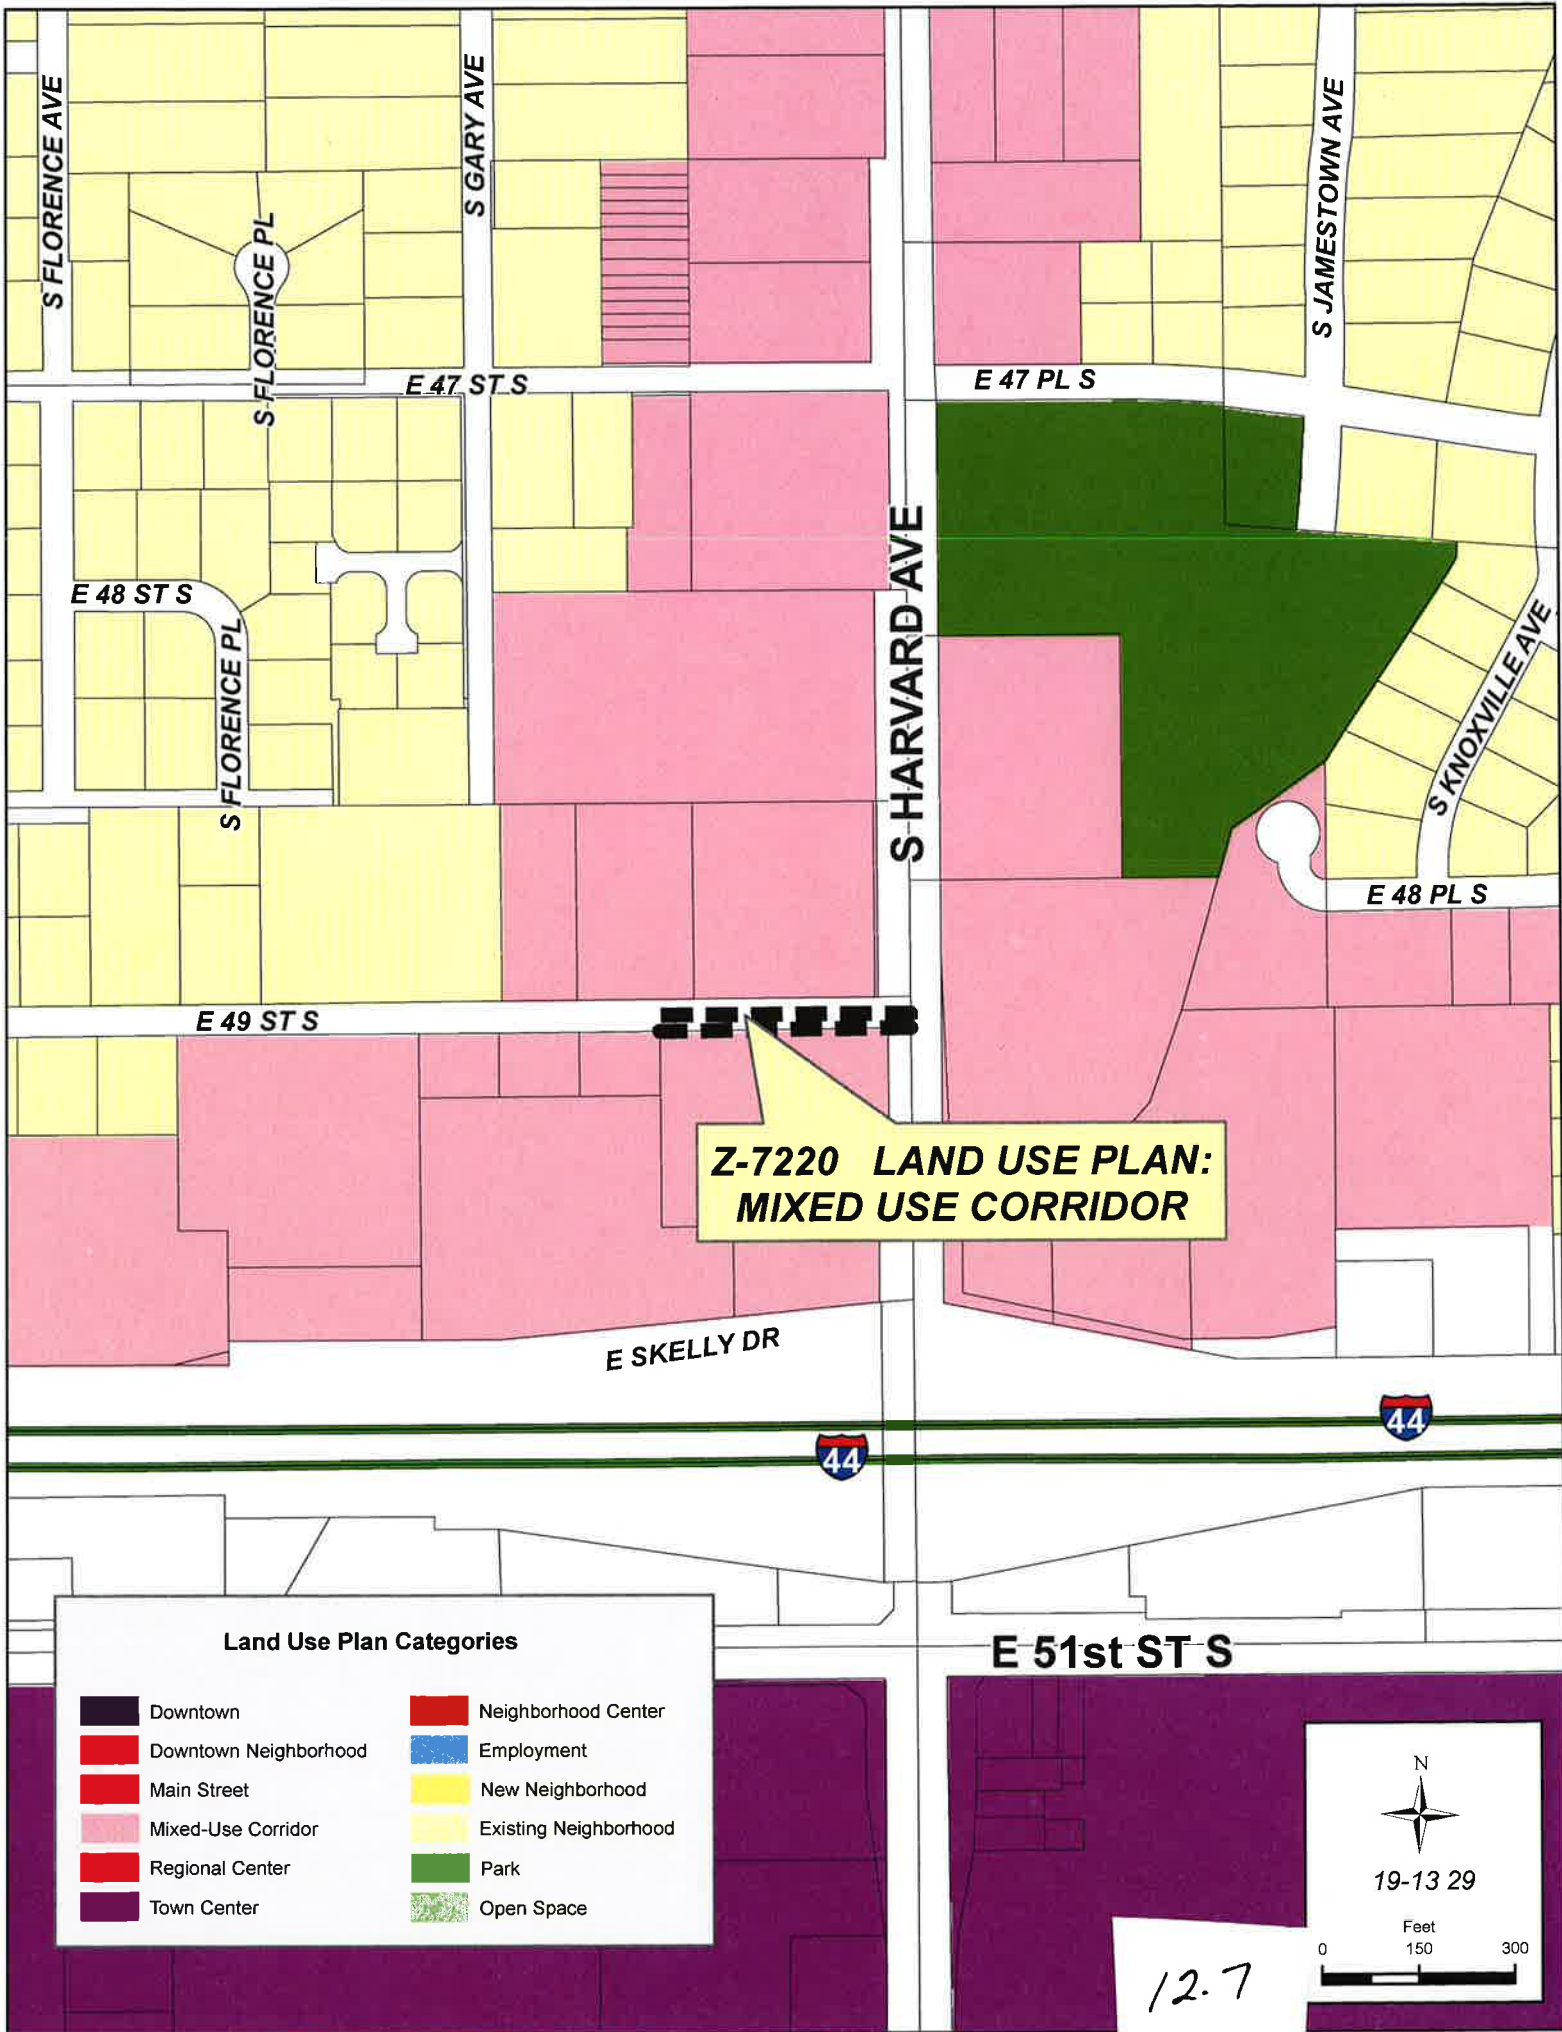 S FLORENCE AVE
S GARY AVE
S FLORENCE PL
S JAMESTOWN AVE
E 47 ST S
E 47 PL S
S HARVARD AVE
E 48 ST S
S FLORENCE PL
S KNOXVILLE AVE
E 48 PL S
E 49 ST S
Z-7220 LAND USE PLAN:
MIXED USE CORRIDOR
E SKELLY DR
44
44
E 51st ST S
Land Use Plan Categories
Downtown
Downtown Neighborhood
Main Street
Mixed-Use Corridor
Regional Center
Town Center
Neighborhood Center
Employment
New Neighborhood
Existing Neighborhood
Park
Open Space
N
19-13 29
Feet
0 150 300
12.7